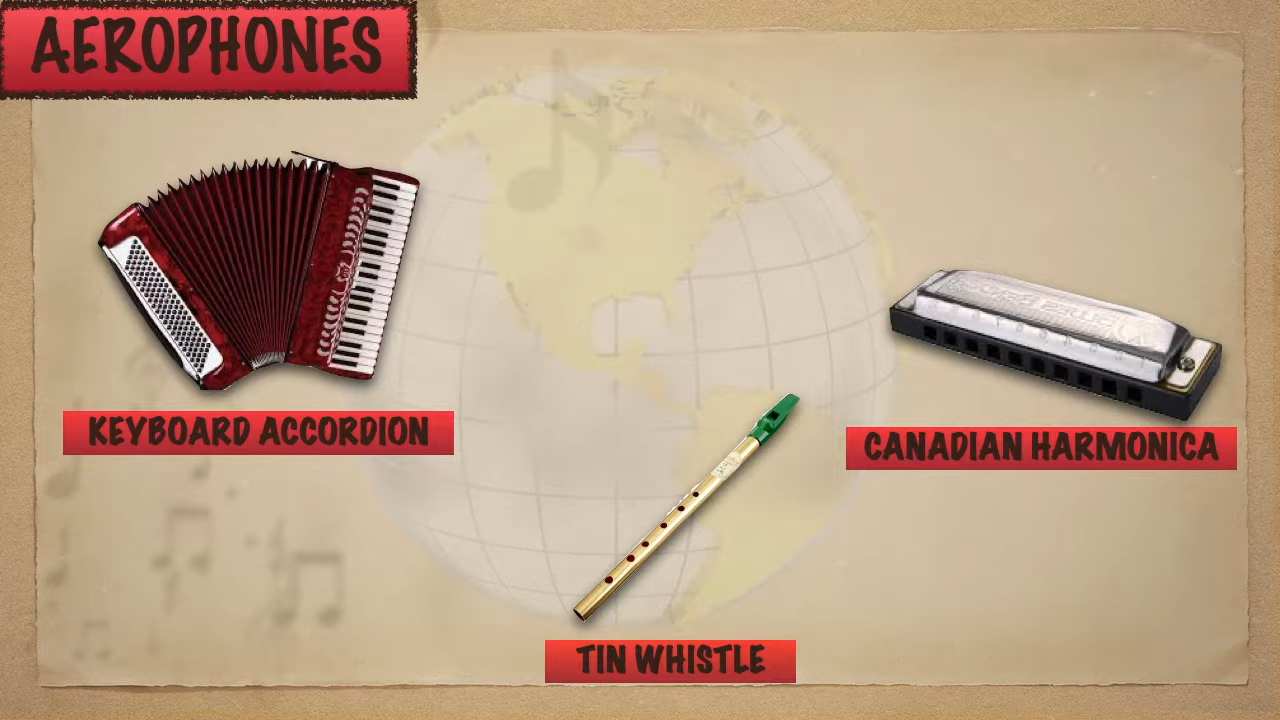 AEROPHONES
KEYBOARD ACCORDION
CANADIAN HARMONICA
TIN WHISTLE